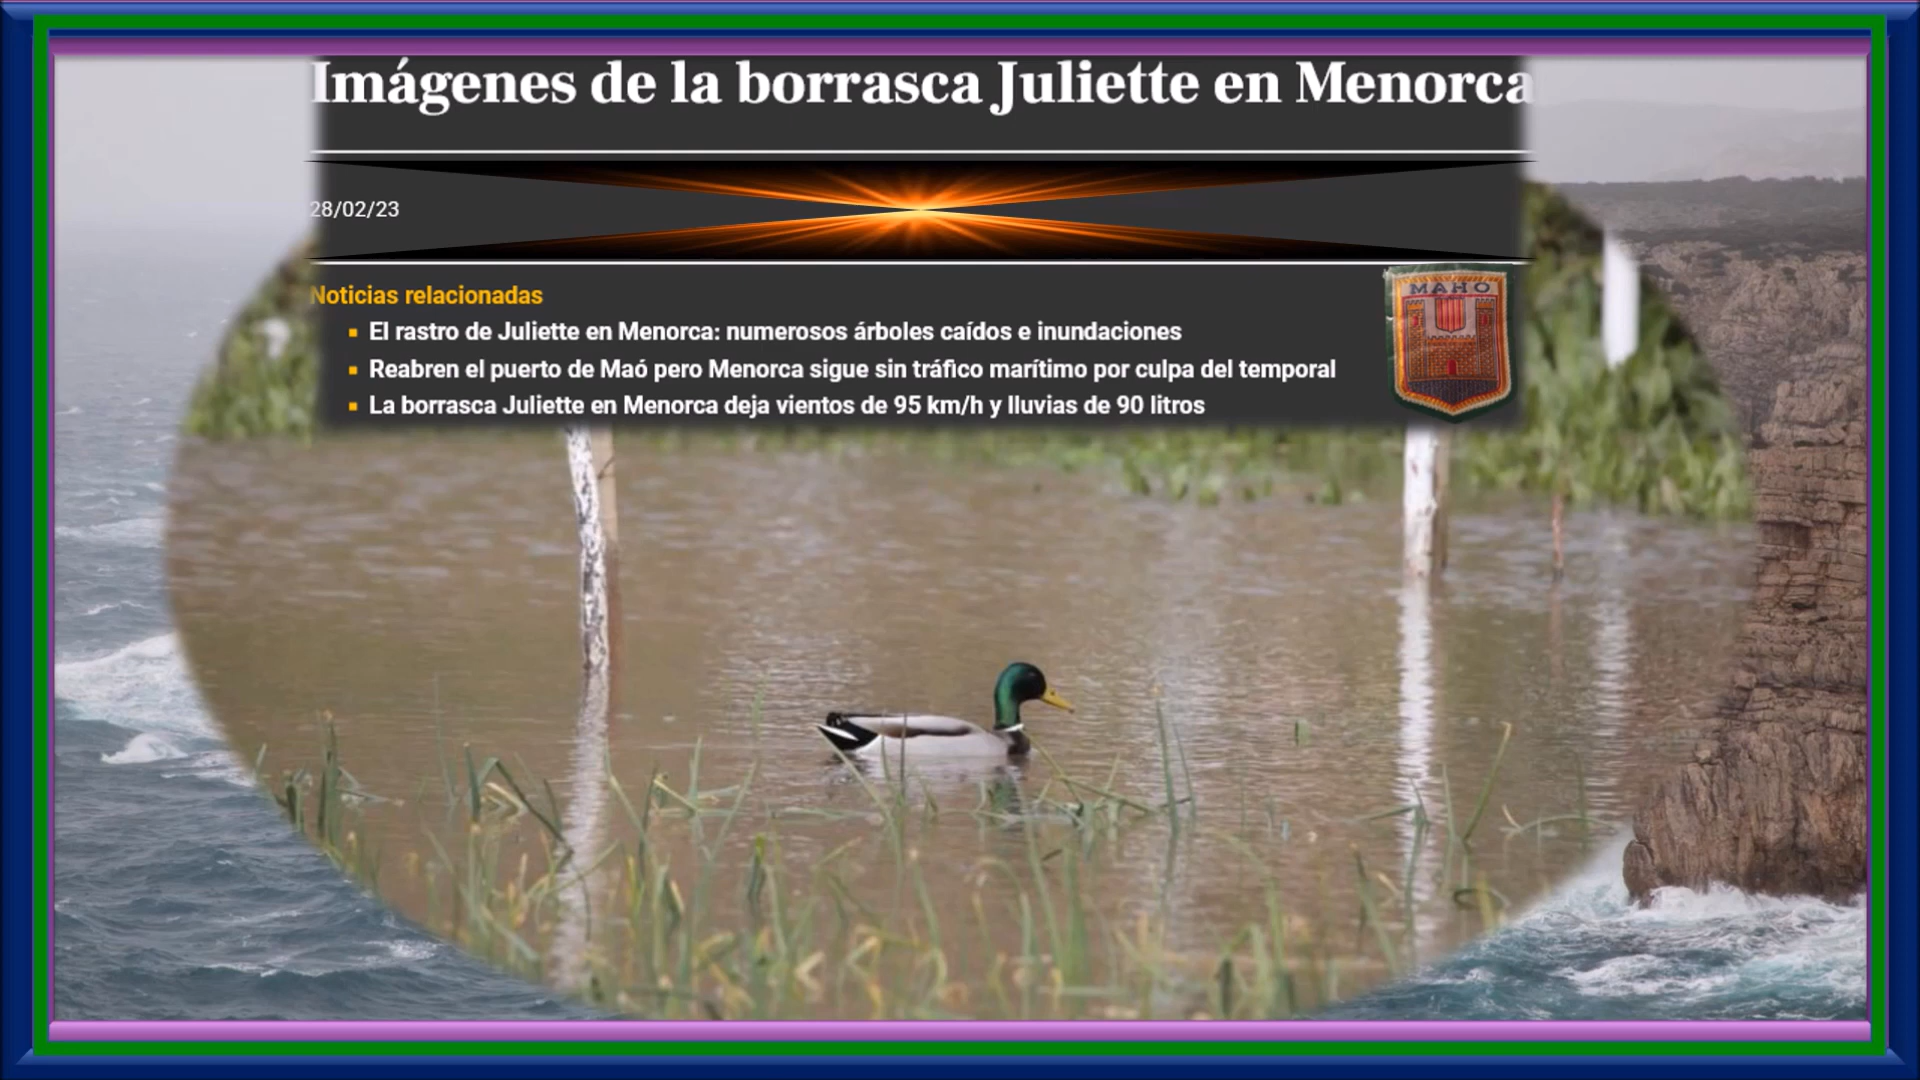 Imágenes de la borrasca Juliette en Menorca
28/02/23
Noticias relacionadas
El rastro de Juliette en Menorca: numerosos árboles caídos e inundaciones
Reabren el puerto de Maó pero Menorca sigue sin tráfico marítimo por culpa del temporal
La borrasca Juliette en Menorca deja vientos de 95 km/h y lluvias de 90 litros
MAHO